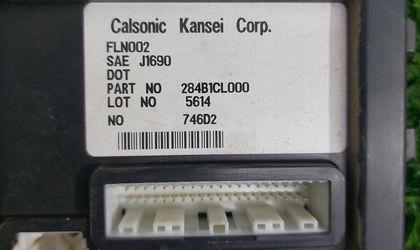 Calsonic Kansei Corp.
FLN002
SAE J1690
DOT
PART NO 284B1CL000
LOT NO 5614
NO 746D2